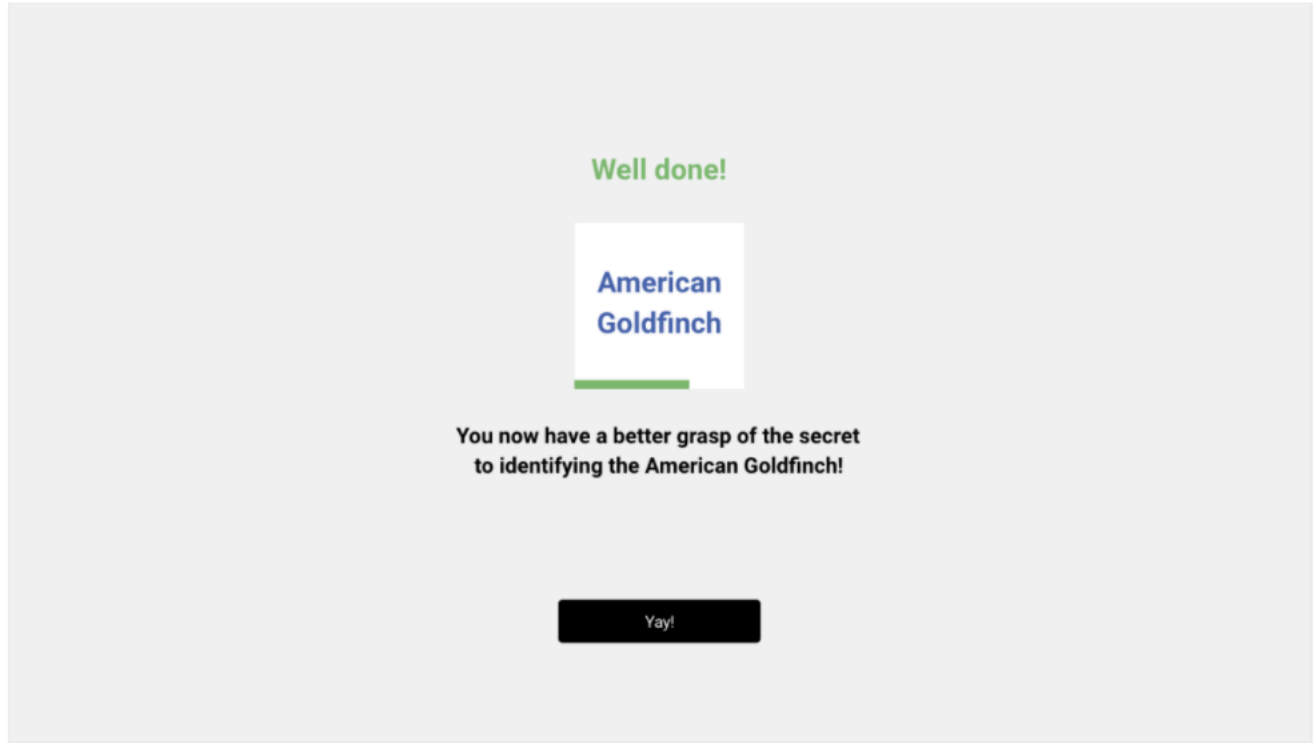 Well done!
American
Goldfinch
You now have a better grasp of the secret
to identifying the American Goldfinch!
Yay!